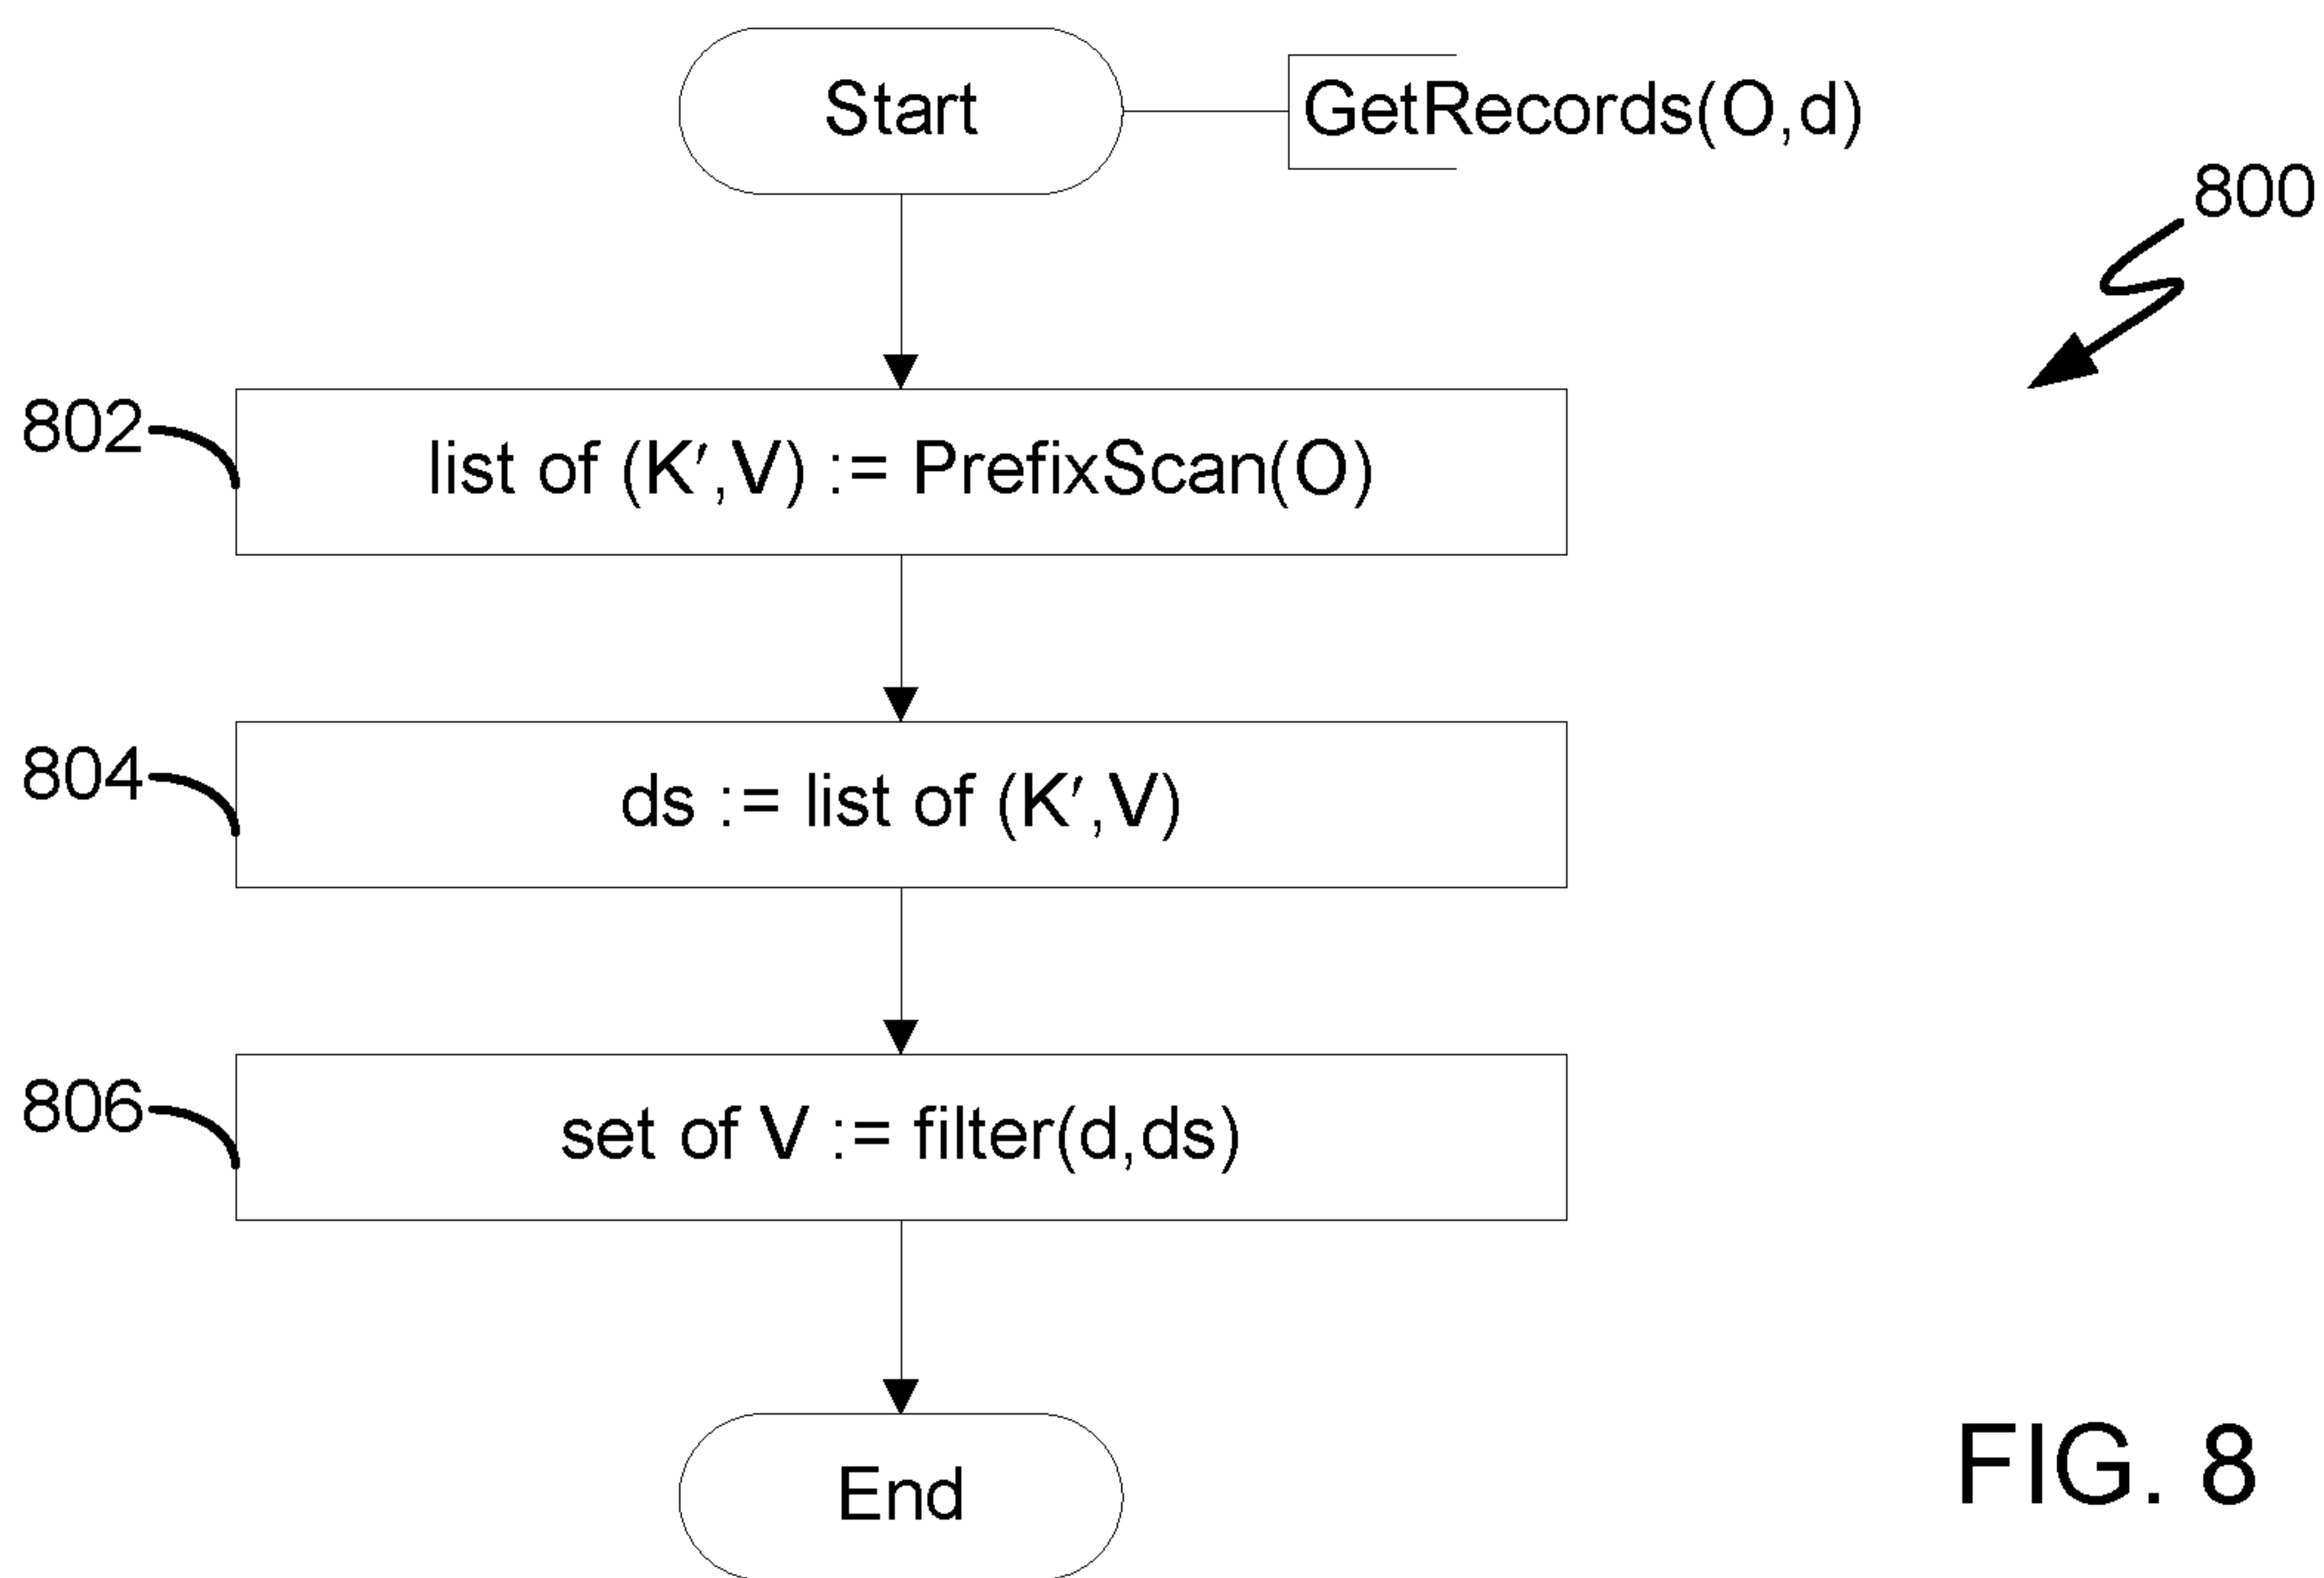 Start
GetRecords(O,d)
800
802
list of (K′,V) := PrefixScan(O)
804
ds := list of (K′,V)
806
set of V := filter(d,ds)
End
FIG. 8